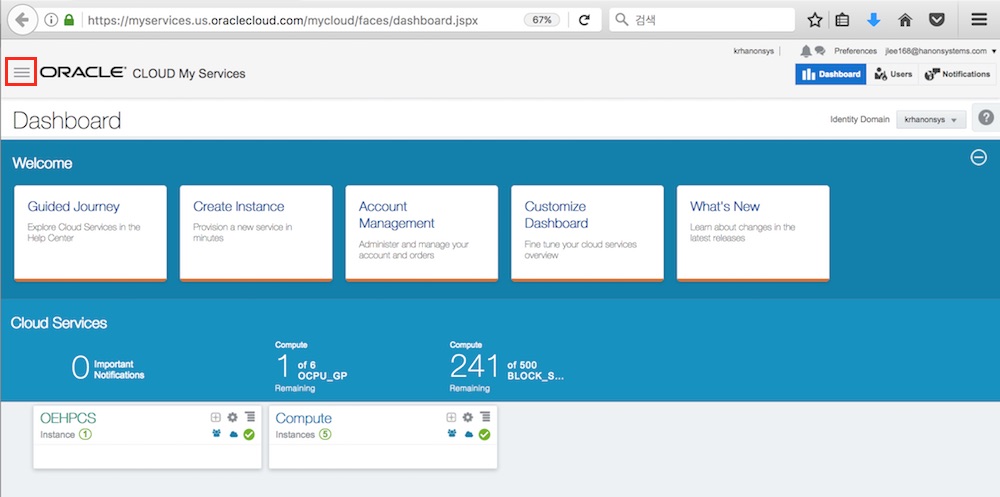 https://myservices.us.oraclecloud.com/mycloud/faces/dashboard.jspx
67%
검색
krhanonsys
Preferences
jlee168@hanonsystems.com
ORACLE CLOUD My Services
Dashboard
Users
Notifications
Dashboard
Identity Domain
krhanonsys
?
Welcome
Guided Journey
Explore Cloud Services in the
Help Center
Create Instance
Provision a new service in
minutes
Account
Management
Administer and manage your
account and orders
Customize
Dashboard
Fine tune your cloud services
overview
What's New
Learn about changes in the
latest releases
Cloud Services
0 Important
Notifications
Compute
1 of 6
OCPU_GP
Remaining
Compute
241 of 500
BLOCK_S...
Remaining
OEHPCS
Instance 1
Compute
Instances 5